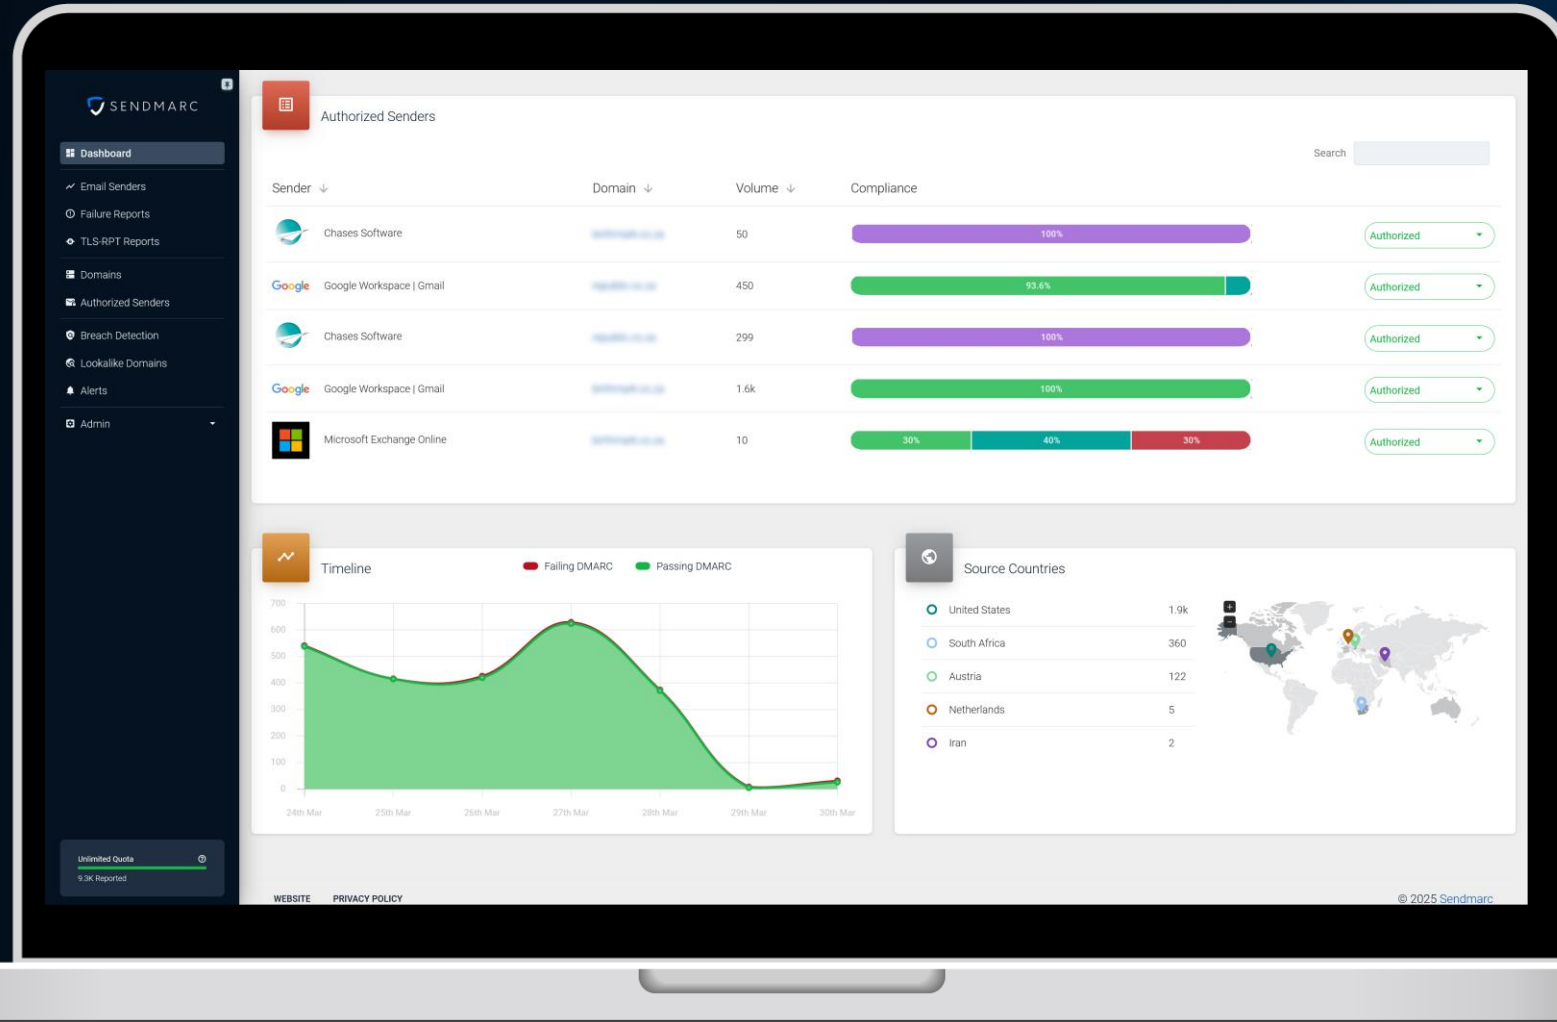 SENDMARC
Dashboard
Email Senders
Failure Reports
TLS-RPT Reports
Domains
Authorized Senders
Breach Detection
Lookalike Domains
Alerts
Admin
Unlimited Quota
9.3K Reported
Authorized Senders
Search
Sender Domain Volume Compliance
Chases Software 50 100% Authorized
Google Google Workspace | Gmail 450 93.6% Authorized
Chases Software 299 100% Authorized
Google Google Workspace | Gmail 1.6k 100% Authorized
Microsoft Exchange Online 10 30% 40% 30% Authorized
Timeline Failing DMARC Passing DMARC
700
600
500
400
300
200
100
0
24th Mar 25th Mar 26th Mar 27th Mar 28th Mar 29th Mar 30th Mar
Source Countries
United States 1.9k
South Africa 360
Austria 122
Netherlands 5
Iran 2
+
-
WEBSITE PRIVACY POLICY
© 2025 Sendmarc